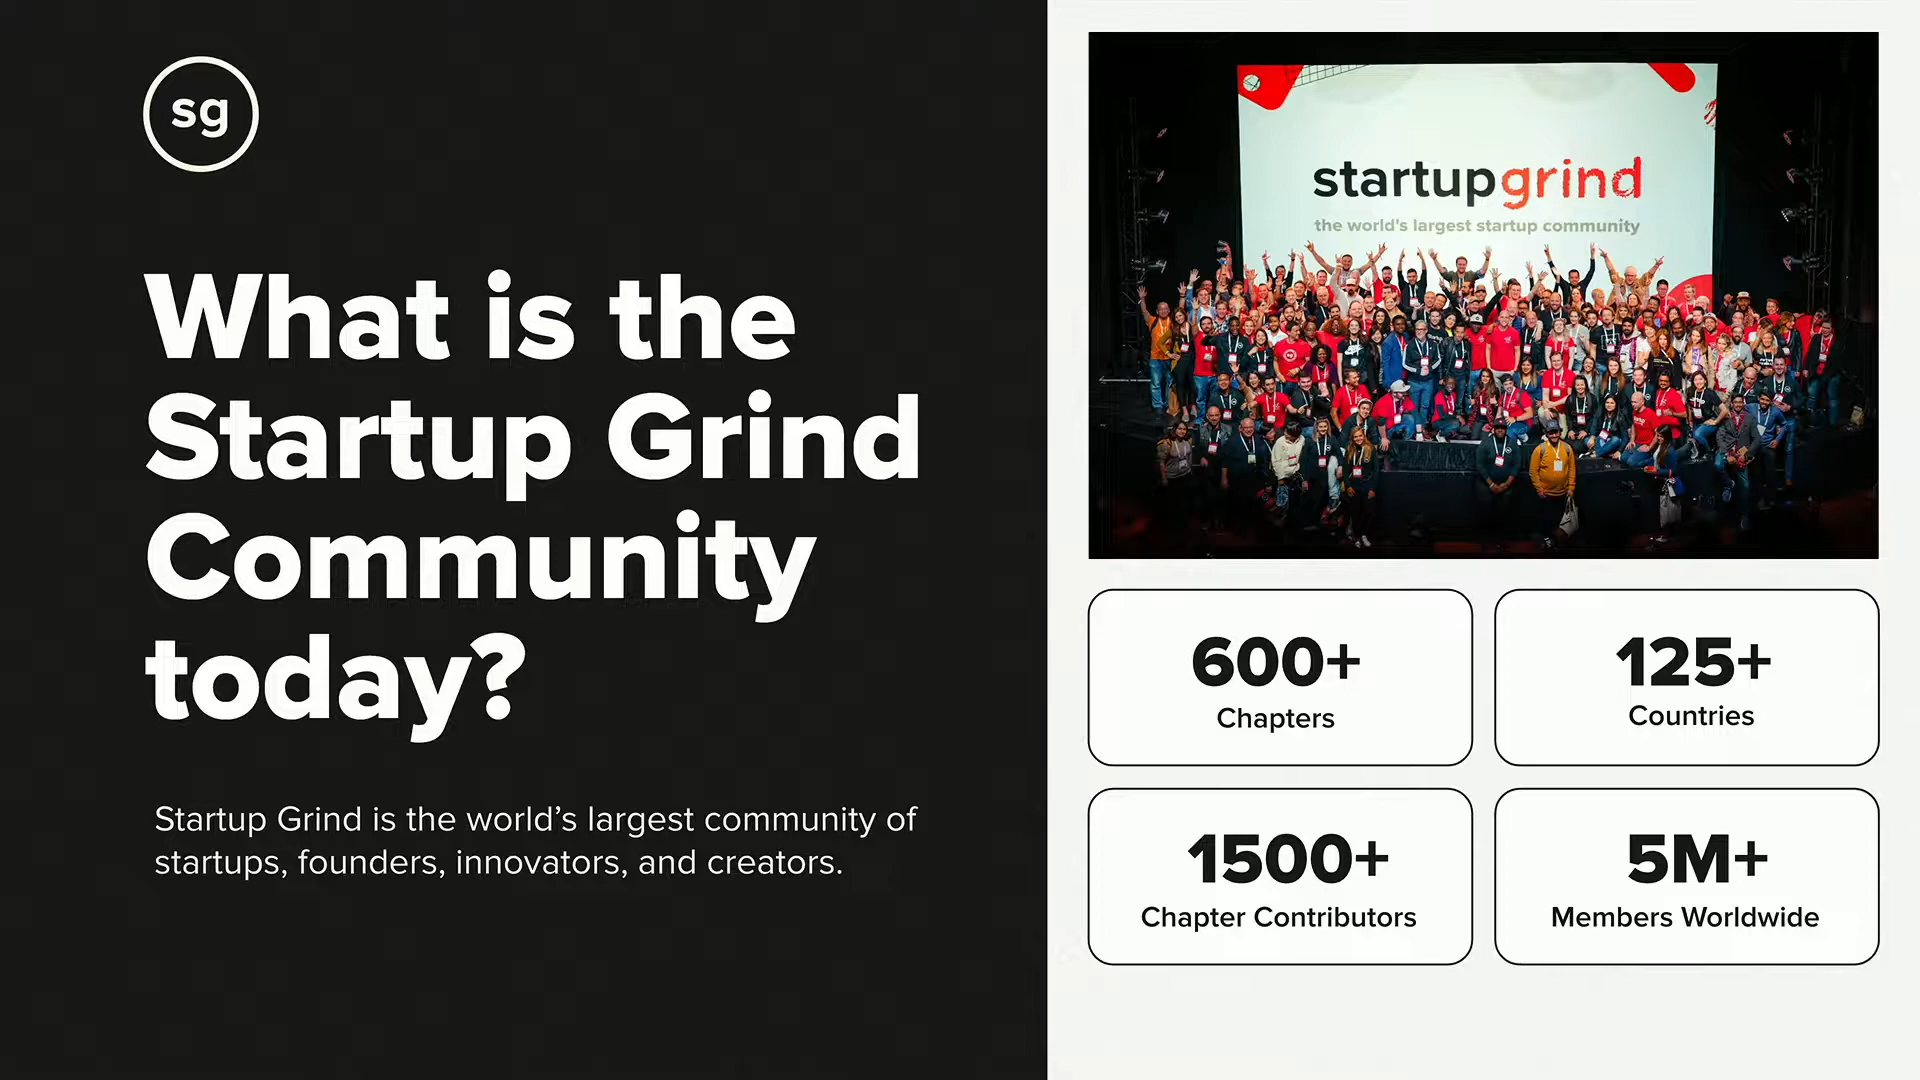 sg
What is the
Startup Grind
Community
today?
Startup Grind is the world’s largest community of
startups, founders, innovators, and creators.
startupgrind
the world's largest startup community
600+
Chapters
125+
Countries
1500+
Chapter Contributors
5M+
Members Worldwide